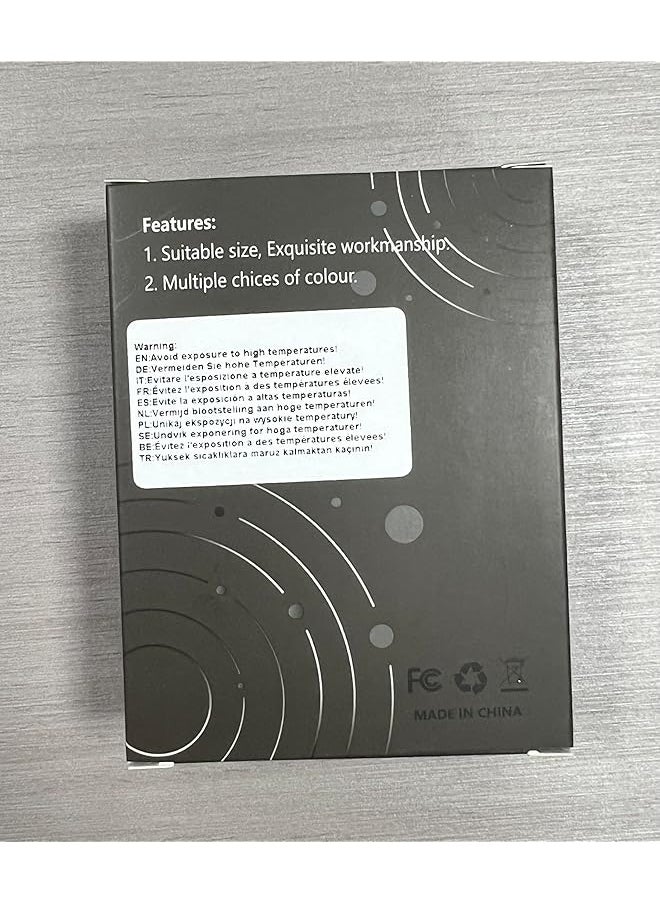 Features:
1. Suitable size, Exquisite workmanship.
2. Multiple chices of colour.
Warning:
EN:Avoid exposure to high temperatures!
DE:Vermeiden Sie hohe Temperaturen!
IT:Evitare l'esposizione a temperature elevate!
FR:Évitez l'exposition à des températures élevées!
ES:Evite la exposición a altas temperaturas!
NL:Vermijd blootstelling aan hoge temperaturen!
PL:Unikaj ekspozycji na wysokie temperatury!
SE:Undvik exponering för höga temperaturer!
BE:Évitez l'exposition à des températures élevées!
TR:Yüksek sıcaklıklara maruz kalmaktan kaçının!
FC
MADE IN CHINA